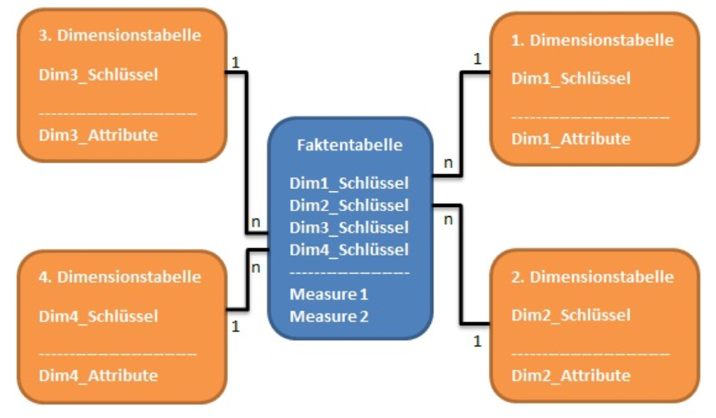 3. Dimensionstabelle
Dim3_Schlüssel
--------------------------------
Dim3_Attribute
1
n
1. Dimensionstabelle
Dim1_Schlüssel
--------------------------------
Dim1_Attribute
1
n
Faktentabelle
Dim1_Schlüssel
Dim2_Schlüssel
Dim3_Schlüssel
Dim4_Schlüssel
------------------------
Measure 1
Measure 2
4. Dimensionstabelle
Dim4_Schlüssel
--------------------------------
Dim4_Attribute
n
1
2. Dimensionstabelle
Dim2_Schlüssel
--------------------------------
Dim2_Attribute
n
1